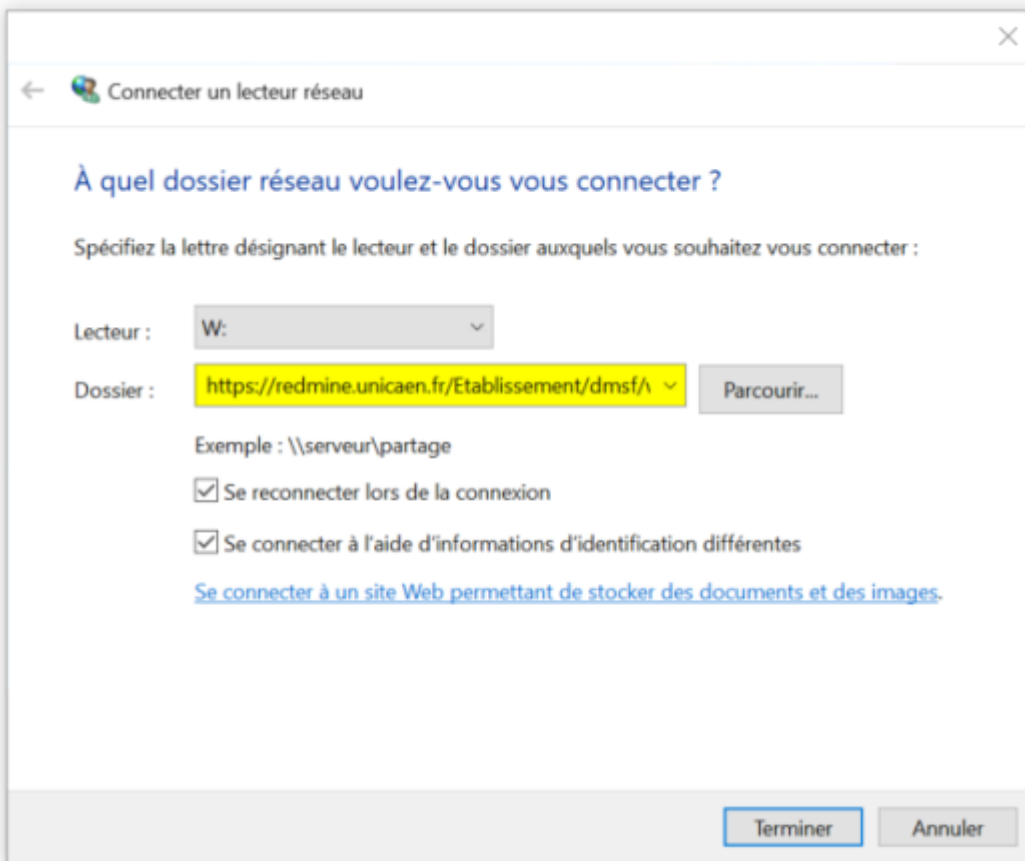 Connecter un lecteur réseau
À quel dossier réseau voulez-vous vous connecter ?
Spécifiez la lettre désignant le lecteur et le dossier auxquels vous souhaitez vous connecter :
Lecteur : W:
Dossier : https://redmine.unicaen.fr/Etablissement/dmsf/ Parcourir...
Exemple : \\serveur\partage
Se reconnecter lors de la connexion
Se connecter à l'aide d'informations d'identification différentes
Se connecter à un site Web permettant de stocker des documents et des images.
Terminer Annuler